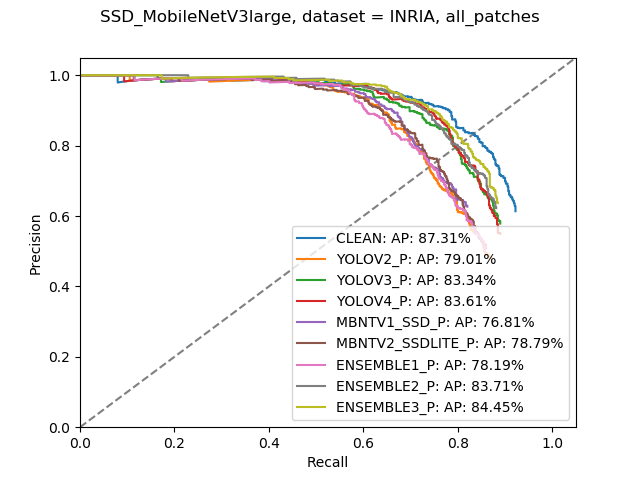 SSD_MobileNetV3large, dataset = INRIA, all_patches
Precision
1.0
0.8
0.6
0.4
0.2
0.0
CLEAN: AP: 87.31%
YOLOV2_P: AP: 79.01%
YOLOV3_P: AP: 83.34%
YOLOV4_P: AP: 83.61%
MBNTV1_SSD_P: AP: 76.81%
MBNTV2_SSDLITE_P: AP: 78.79%
ENSEMBLE1_P: AP: 78.19%
ENSEMBLE2_P: AP: 83.71%
ENSEMBLE3_P: AP: 84.45%
0.0 0.2 0.4 0.6 0.8 1.0
Recall